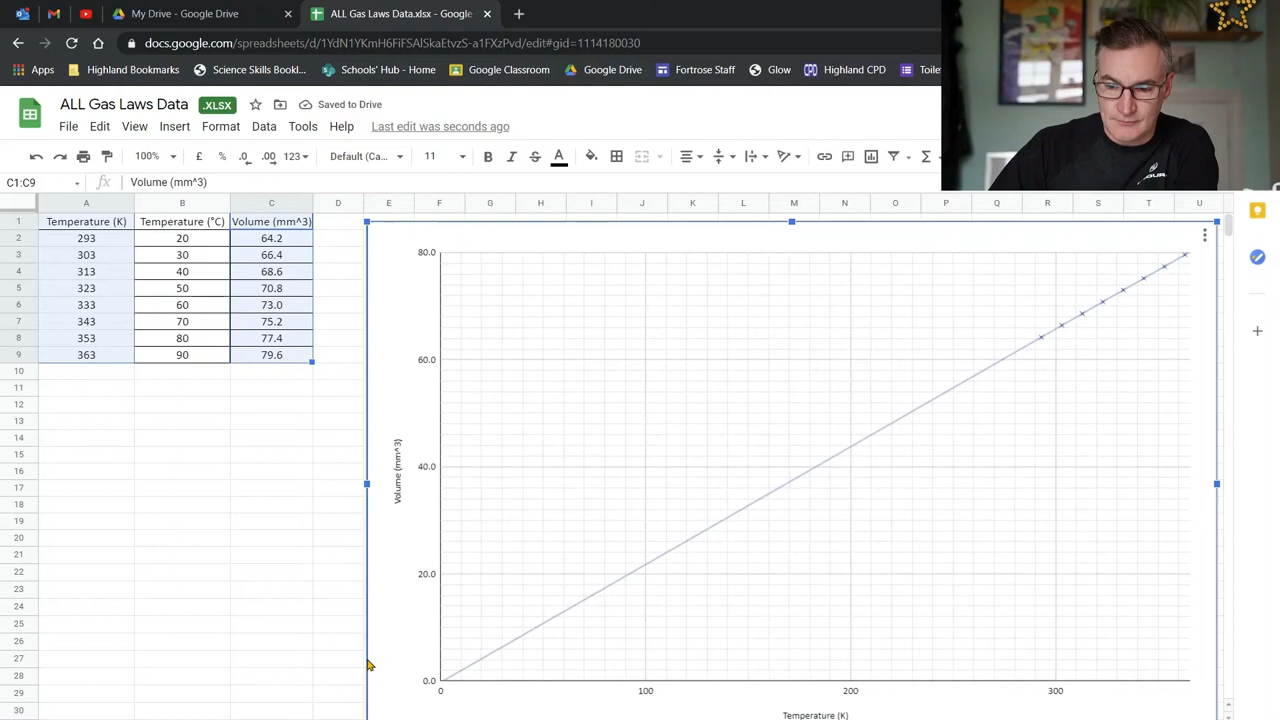 My Drive - Google Drive
ALL Gas Laws Data.xlsx - Google
docs.google.com/spreadsheets/d/1YdN1YKmH6FiFSAlSkaEtvzS-a1FXzPvd/edit#gid=1114180030
Apps Highland Bookmarks Science Skills Bookl... Schools' Hub - Home Google Classroom Google Drive Fortrose Staff Glow Highland CPD Toile
ALL Gas Laws Data .XLSX Saved to Drive
File Edit View Insert Format Data Tools Help Last edit was seconds ago
100% £ % .0 .00 123 Default (Ca... 11 B I S A Σ
C1:C9 fx Volume (mm^3)
A B C D E F G H I J K L M N O P Q R S T U
1 Temperature (K) Temperature (°C) Volume (mm^3)
2 293 20 64.2
3 303 30 66.4
4 313 40 68.6
5 323 50 70.8
6 333 60 73.0
7 343 70 75.2
8 353 80 77.4
9 363 90 79.6
10
11
12
13
14
15
16
17
18
19
20
21
22
23
24
25
26
27
28
29
30
80.0
60.0
40.0
20.0
0.0
Volume (mm^3)
0 100 200 300
Temperature (K)